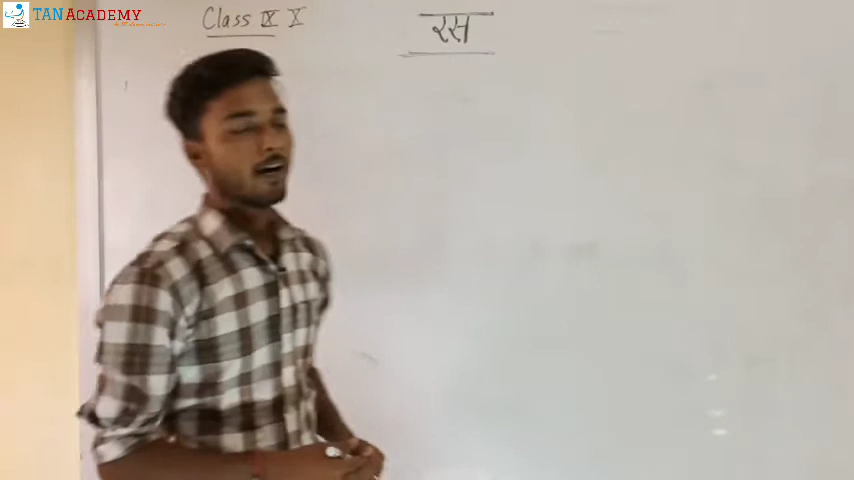 TAN ACADEMY
Class IX X
रस